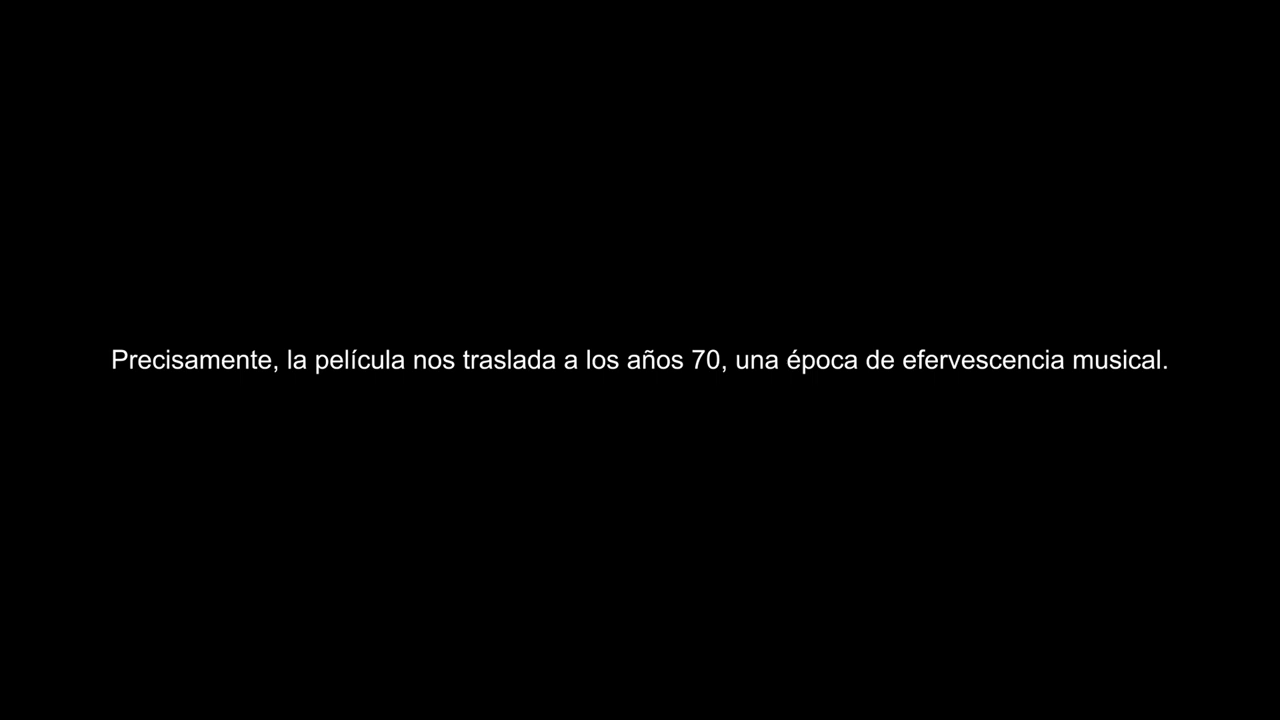 Precisamente, la película nos traslada a los años 70, una época de efervescencia musical.